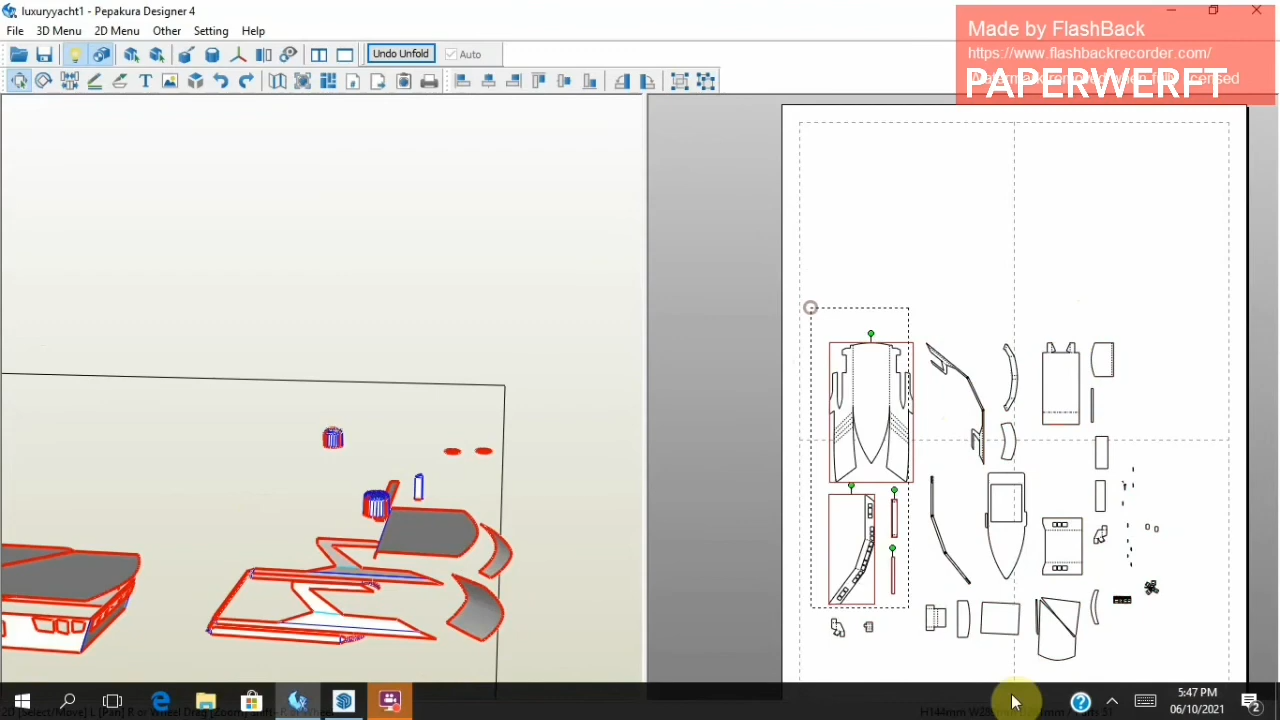 luxuryyacht1 - Pepakura Designer 4
Made by FlashBack
https://www.flashbackrecorder.com/
PAPERWERFT
File 3D Menu 2D Menu Other Setting Help
Undo Unfold
Auto
5:47 PM
06/10/2021
2